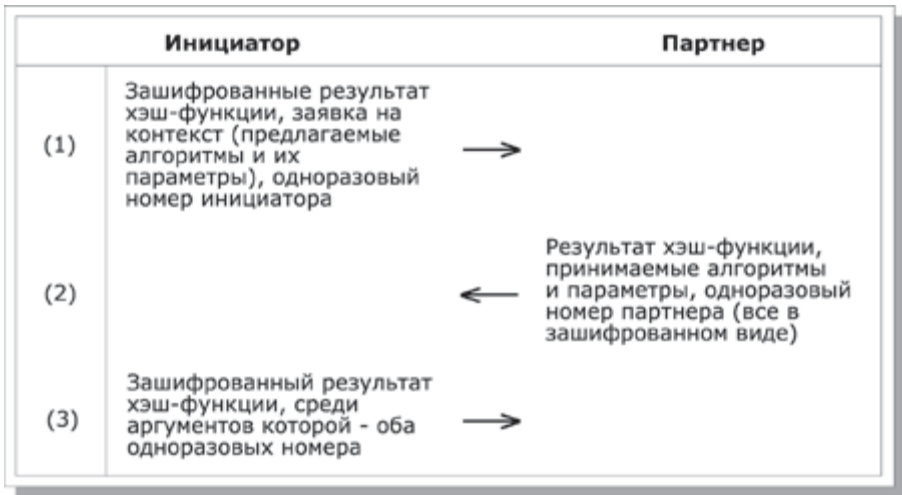 Инициатор Партнер
(1)
Зашифрованные результат
хэш-функции, заявка на
контекст (предлагаемые
алгоритмы и их
параметры), одноразовый
номер инициатора
(2)
Результат хэш-функции,
принимаемые алгоритмы
и параметры, одноразовый
номер партнера (все в
зашифрованном виде)
(3)
Зашифрованный результат
хэш-функции, среди
аргументов которой - оба
одноразовых номера